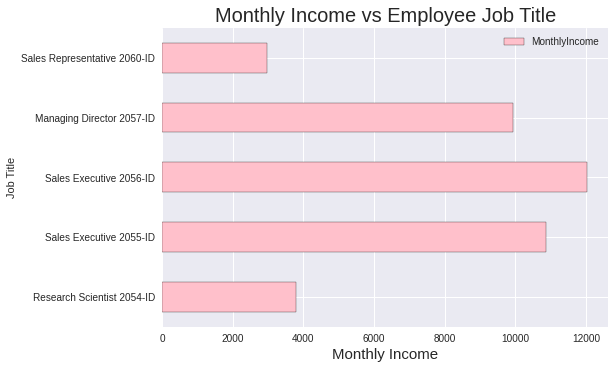 Monthly Income vs Employee Job Title
MonthlyIncome
Sales Representative 2060-ID
Managing Director 2057-ID
Sales Executive 2056-ID
Sales Executive 2055-ID
Research Scientist 2054-ID
Job Title
0 2000 4000 6000 8000 10000 12000
Monthly Income